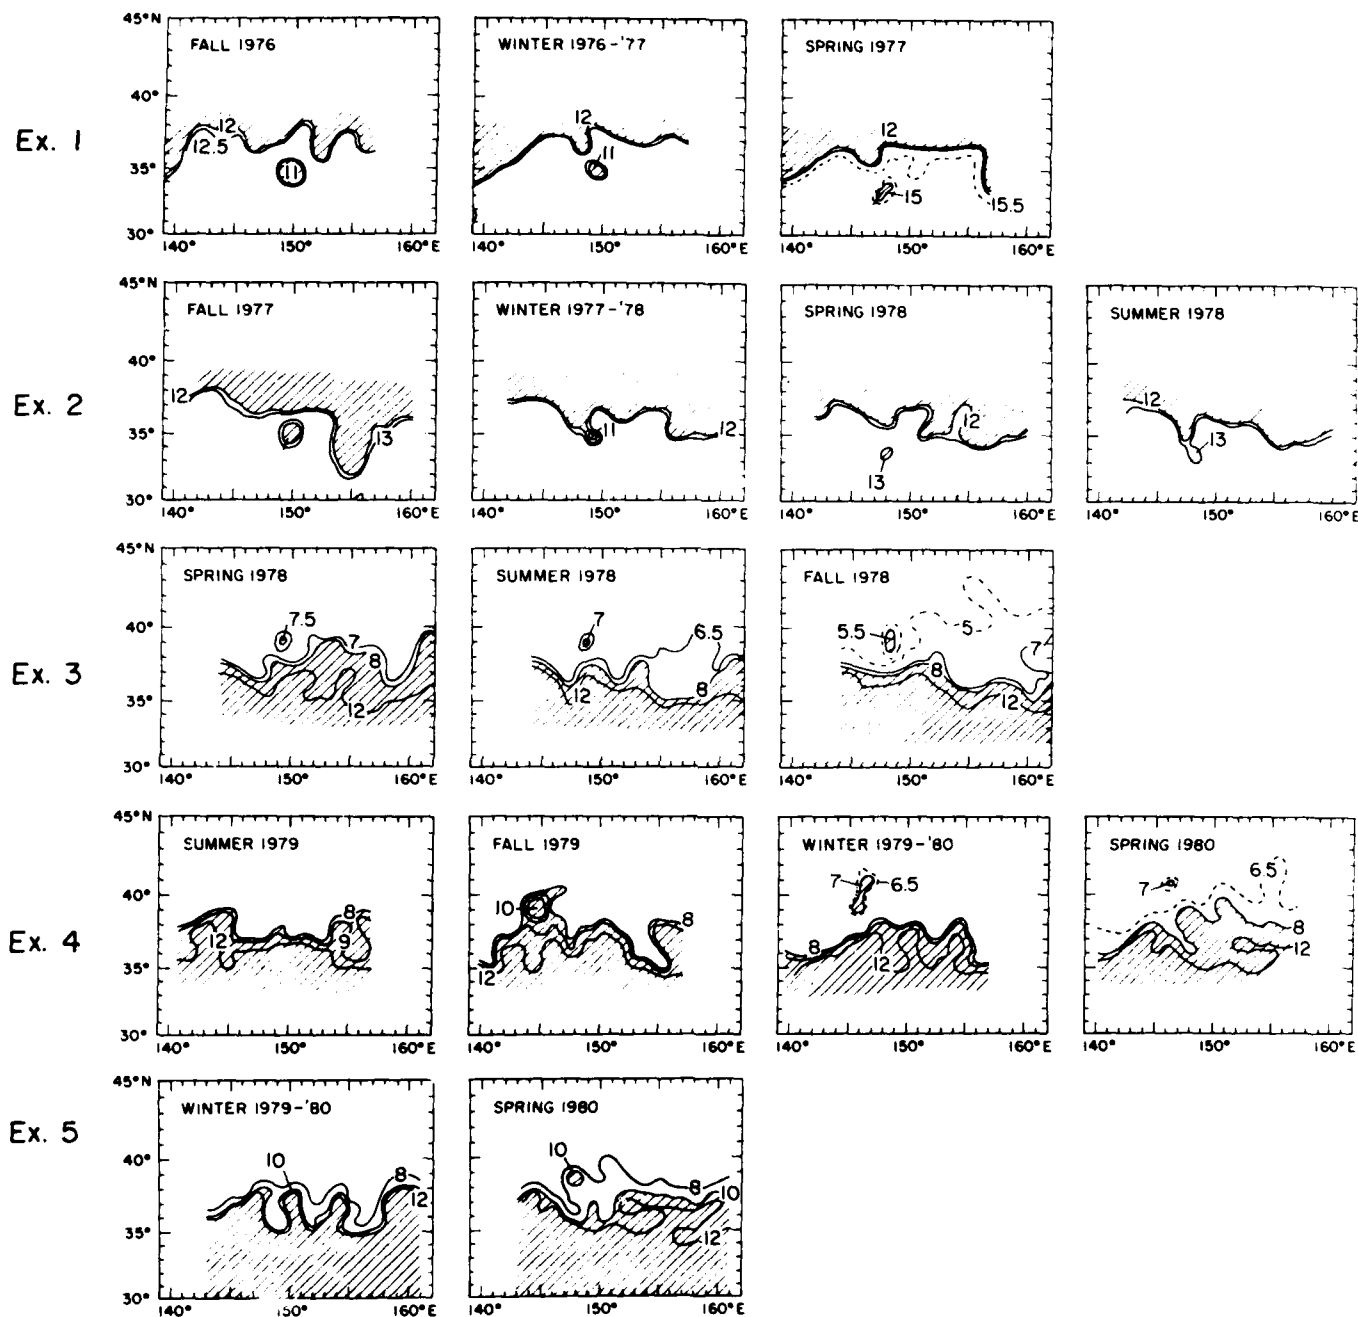 Ex. 1
45°N
40°
35°
30°
FALL 1976
12
12.5
11
140°
150°
160°E
WINTER 1976-'77
12
11
140°
150°
160°E
SPRING 1977
12
15
15.5
140°
150°
160°E
Ex. 2
45°N
40°
35°
30°
FALL 1977
12
13
140°
150°
160°E
WINTER 1977-'78
11
12
140°
150°
160°E
SPRING 1978
12
13
140°
150°
160°E
SUMMER 1978
12
13
140°
150°
160°E
Ex. 3
45°N
40°
35°
30°
SPRING 1978
7.5
7
8
12
140°
150°
160°E
SUMMER 1978
7
6.5
12
8
140°
150°
160°E
FALL 1978
5.5
5
7
8
12
140°
150°
160°E
Ex. 4
45°N
40°
35°
30°
SUMMER 1979
8
12
9
140°
150°
160°E
FALL 1979
10
8
12
140°
150°
160°E
WINTER 1979-'80
7
6.5
8
12
140°
150°
160°E
SPRING 1980
7
6.5
8
12
140°
150°
160°E
Ex. 5
45°N
40°
35°
30°
WINTER 1979-'80
10
8
12
140°
150°
160°E
SPRING 1980
10
8
10
12
140°
150°
160°E